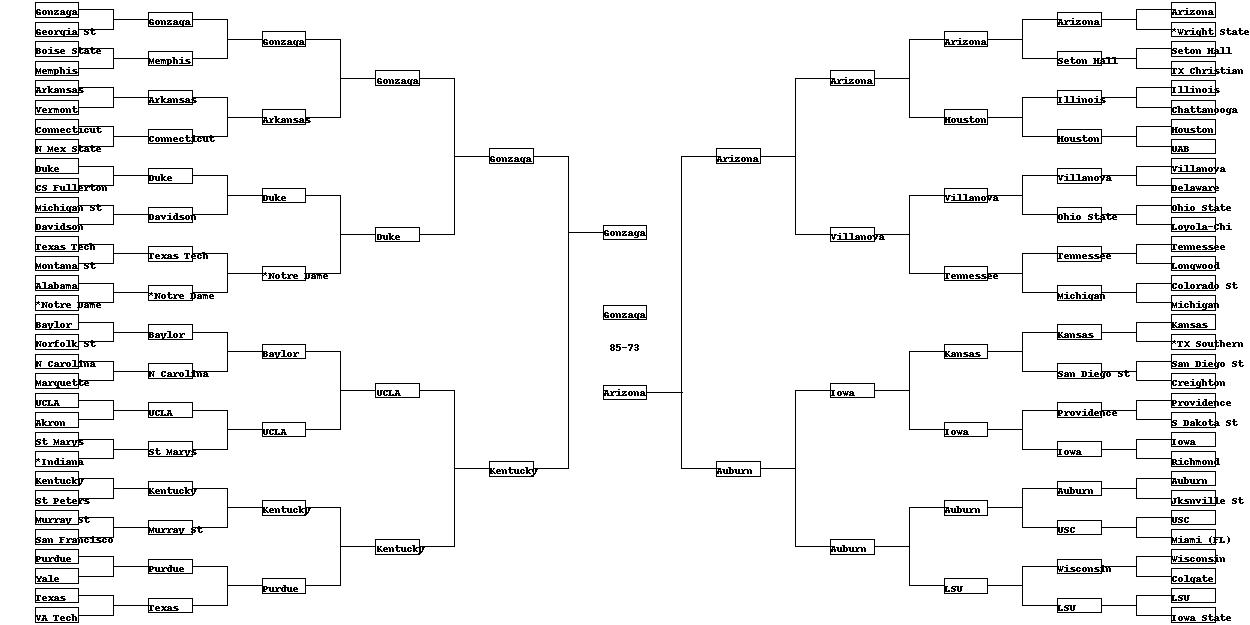 Gonzaga
Georgia St
Boise State
Memphis
Arkansas
Vermont
Connecticut
N Mex State
Duke
CS Fullerton
Michigan St
Davidson
Texas Tech
Montana St
Alabama
*Notre Dame
Baylor
Norfolk St
N Carolina
Marquette
UCLA
Akron
St Marys
*Indiana
Kentucky
St Peters
Murray St
San Francisco
Purdue
Yale
Texas
VA Tech
Gonzaga
Memphis
Arkansas
Connecticut
Duke
Davidson
Texas Tech
*Notre Dame
Baylor
N Carolina
UCLA
St Marys
Kentucky
Murray St
Purdue
Texas
Gonzaga
Arkansas
Duke
*Notre Dame
Baylor
UCLA
Kentucky
Purdue
Gonzaga
Duke
UCLA
Kentucky
Gonzaga
Kentucky
Gonzaga
Gonzaga
85-73
Arizona
Arizona
Auburn
Arizona
Villanova
Iowa
Auburn
Arizona
Houston
Villanova
Tennessee
Kansas
Iowa
Auburn
LSU
Arizona
Seton Hall
Illinois
Houston
Villanova
Ohio State
Tennessee
Michigan
Kansas
San Diego St
Providence
Iowa
Auburn
USC
Wisconsin
LSU
Arizona
*Wright State
Seton Hall
TX Christian
Illinois
Chattanooga
Houston
UAB
Villanova
Delaware
Ohio State
Loyola-Chi
Tennessee
Longwood
Colorado St
Michigan
Kansas
*TX Southern
San Diego St
Creighton
Providence
S Dakota St
Iowa
Richmond
Auburn
Jksnville St
USC
Miami (FL)
Wisconsin
Colgate
LSU
Iowa State